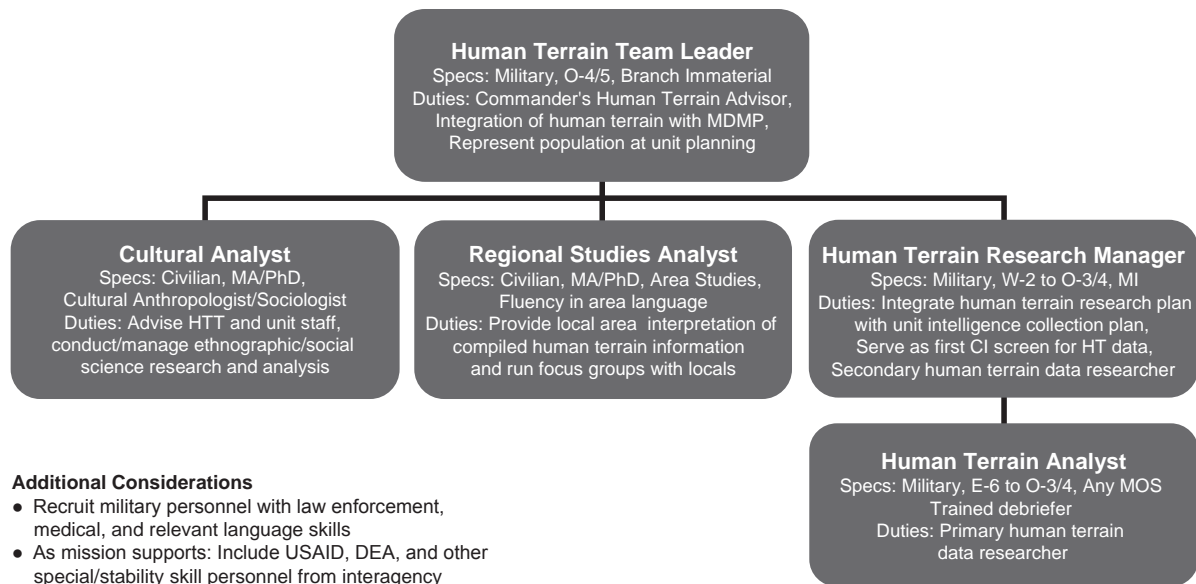 Human Terrain Team Leader
Specs: Military, O-4/5, Branch Immaterial
Duties: Commander's Human Terrain Advisor,
Integration of human terrain with MDMP,
Represent population at unit planning
Cultural Analyst
Specs: Civilian, MA/PhD,
Cultural Anthropologist/Sociologist
Duties: Advise HTT and unit staff,
conduct/manage ethnographic/social
science research and analysis
Regional Studies Analyst
Specs: Civilian, MA/PhD, Area Studies,
Fluency in area language
Duties: Provide local area interpretation of
compiled human terrain information
and run focus groups with locals
Human Terrain Research Manager
Specs: Military, W-2 to O-3/4, MI
Duties: Integrate human terrain research plan
with unit intelligence collection plan,
Serve as first CI screen for HT data,
Secondary human terrain data researcher
Human Terrain Analyst
Specs: Military, E-6 to O-3/4, Any MOS
Trained debriefer
Duties: Primary human terrain
data researcher
Additional Considerations
● Recruit military personnel with law enforcement,
medical, and relevant language skills
● As mission supports: Include USAID, DEA, and other
special/stability skill personnel from interagency